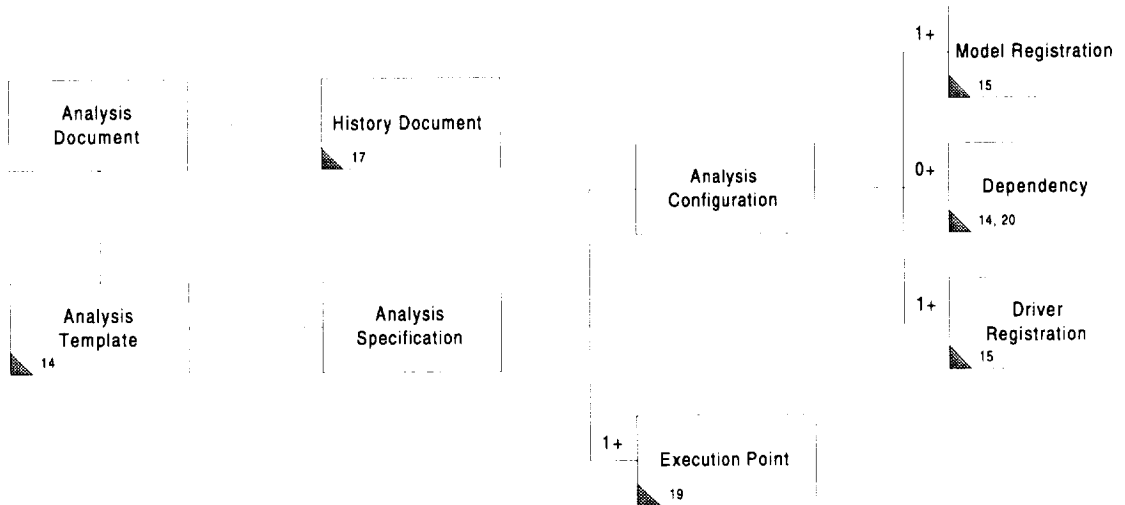 Analysis
Document
History Document
17
Analysis
Template
14
Analysis
Specification
Analysis
Configuration
1+
Execution Point
19
1+
Model Registration
15
0+
Dependency
14, 20
1+
Driver
Registration
15